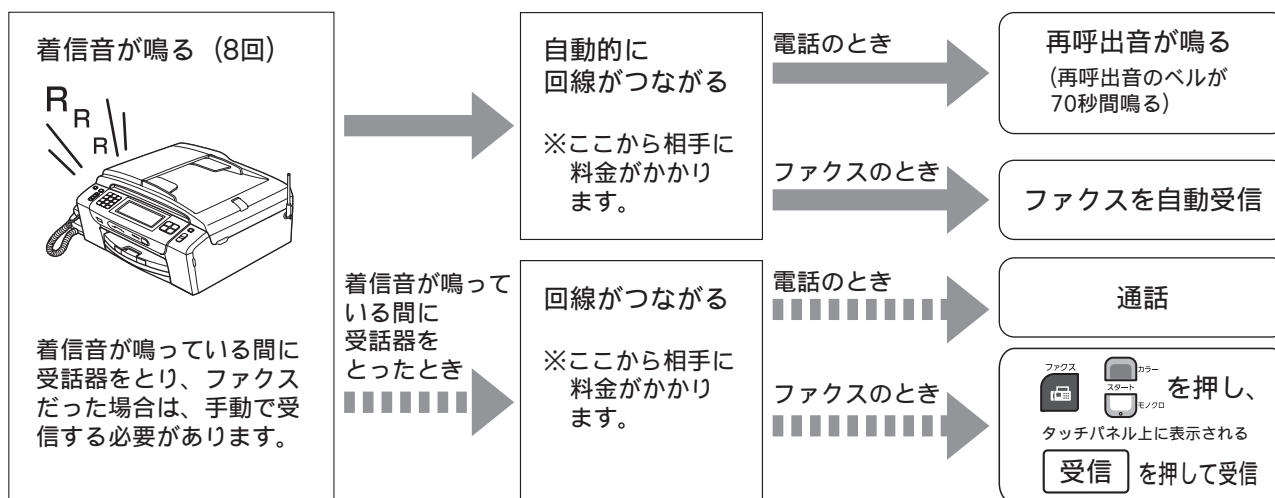 着信音が鳴る（8回）
R
R
R
着信音が鳴っている間に
受話器をとり、ファクス
だった場合は、手動で受
信する必要があります。
自動的に
回線がつながる
※ここから相手に
料金がかかり
ます。
電話のとき
再呼出音が鳴る
（再呼出音のベルが
70秒間鳴る）
ファクスのとき
ファクスを自動受信
着信音が鳴って
いる間に
受話器を
とったとき
回線がつながる
※ここから相手に
料金がかかり
ます。
電話のとき
通話
ファクスのとき
ファクス
カラー
スタート
モノクロ
を押し、
タッチパネル上に表示される
受信 を押して受信